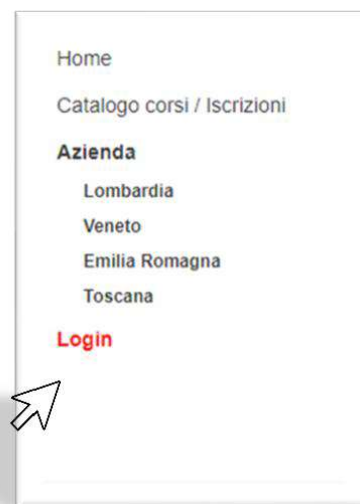 Home
Catalogo corsi / Iscrizioni
Azienda
Lombardia
Veneto
Emilia Romagna
Toscana
Login